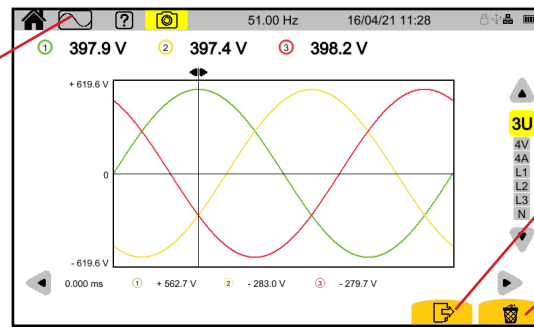 ? 51.00 Hz 16/04/21 11:28
1 397.9 V 2 397.4 V 3 398.2 V
+ 619.6 V
3U
4V
4A
L1
L2
L3
N
0
- 619.6 V
0.000 ms 1 + 562.7 V 2 - 283.0 V 3 - 279.7 V